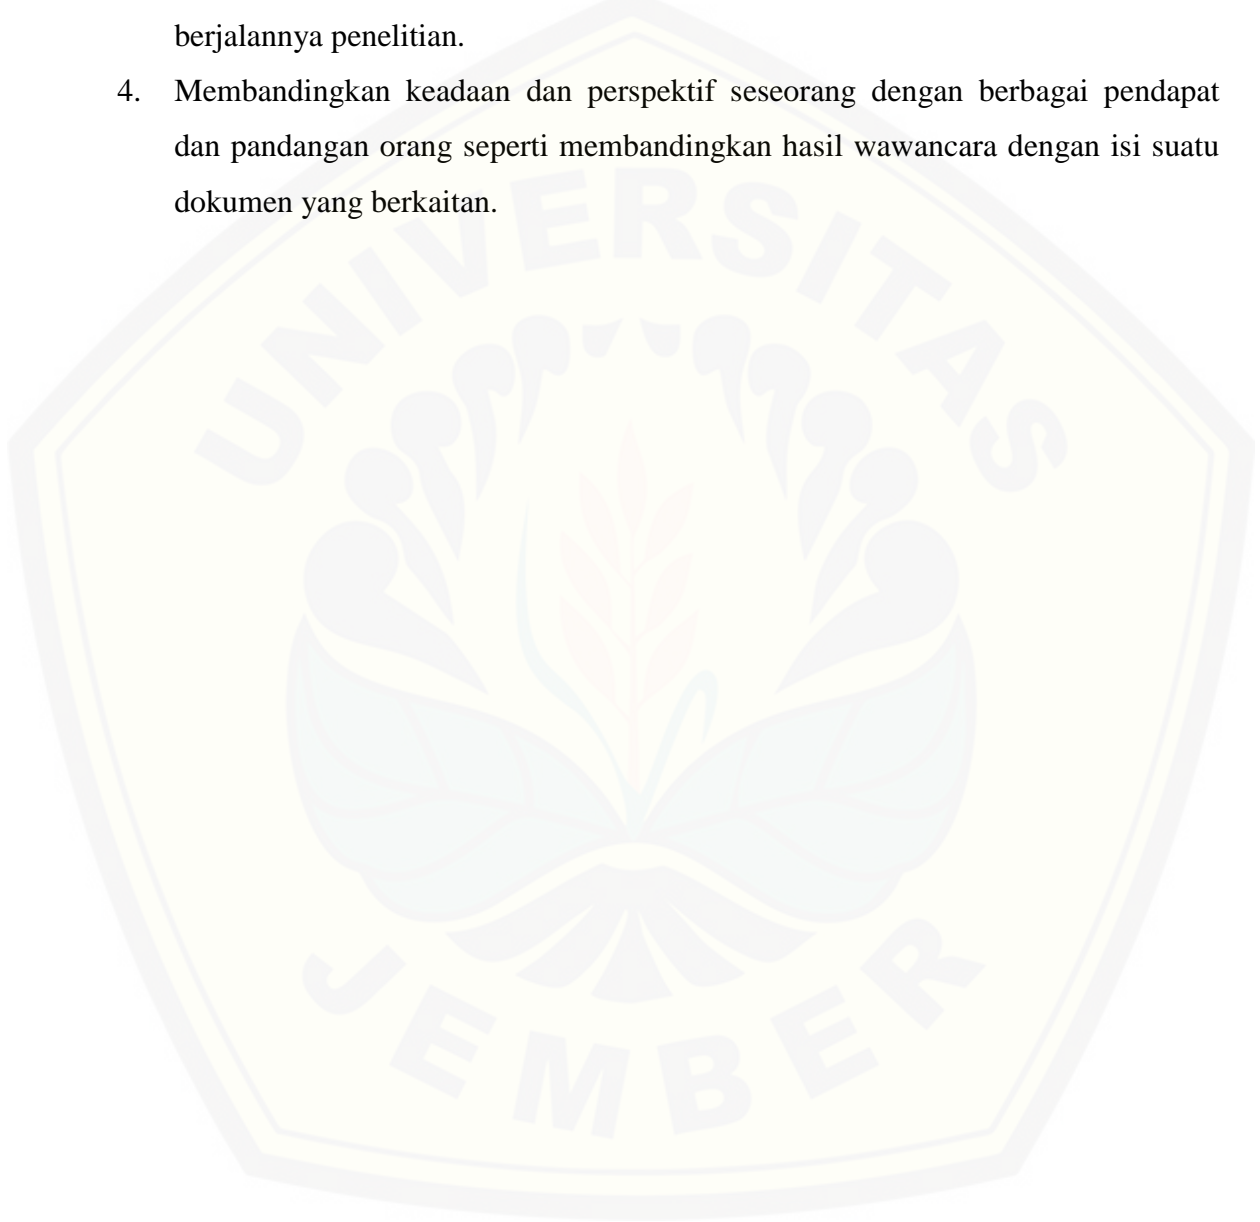 berjalannya penelitian.
4. Membandingkan keadaan dan perspektif seseorang dengan berbagai pendapat
dan pandangan orang seperti membandingkan hasil wawancara dengan isi suatu
dokumen yang berkaitan.
UNIVERSITAS
JEMBER